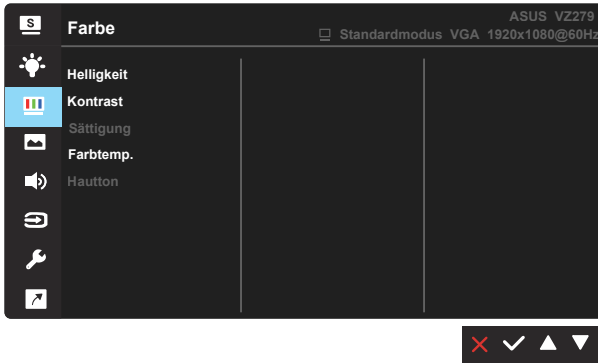 S
Farbe
ASUS VZ279
Standardmodus VGA 1920x1080@60Hz
Helligkeit
Kontrast
Sättigung
Farbtemp.
Hautton